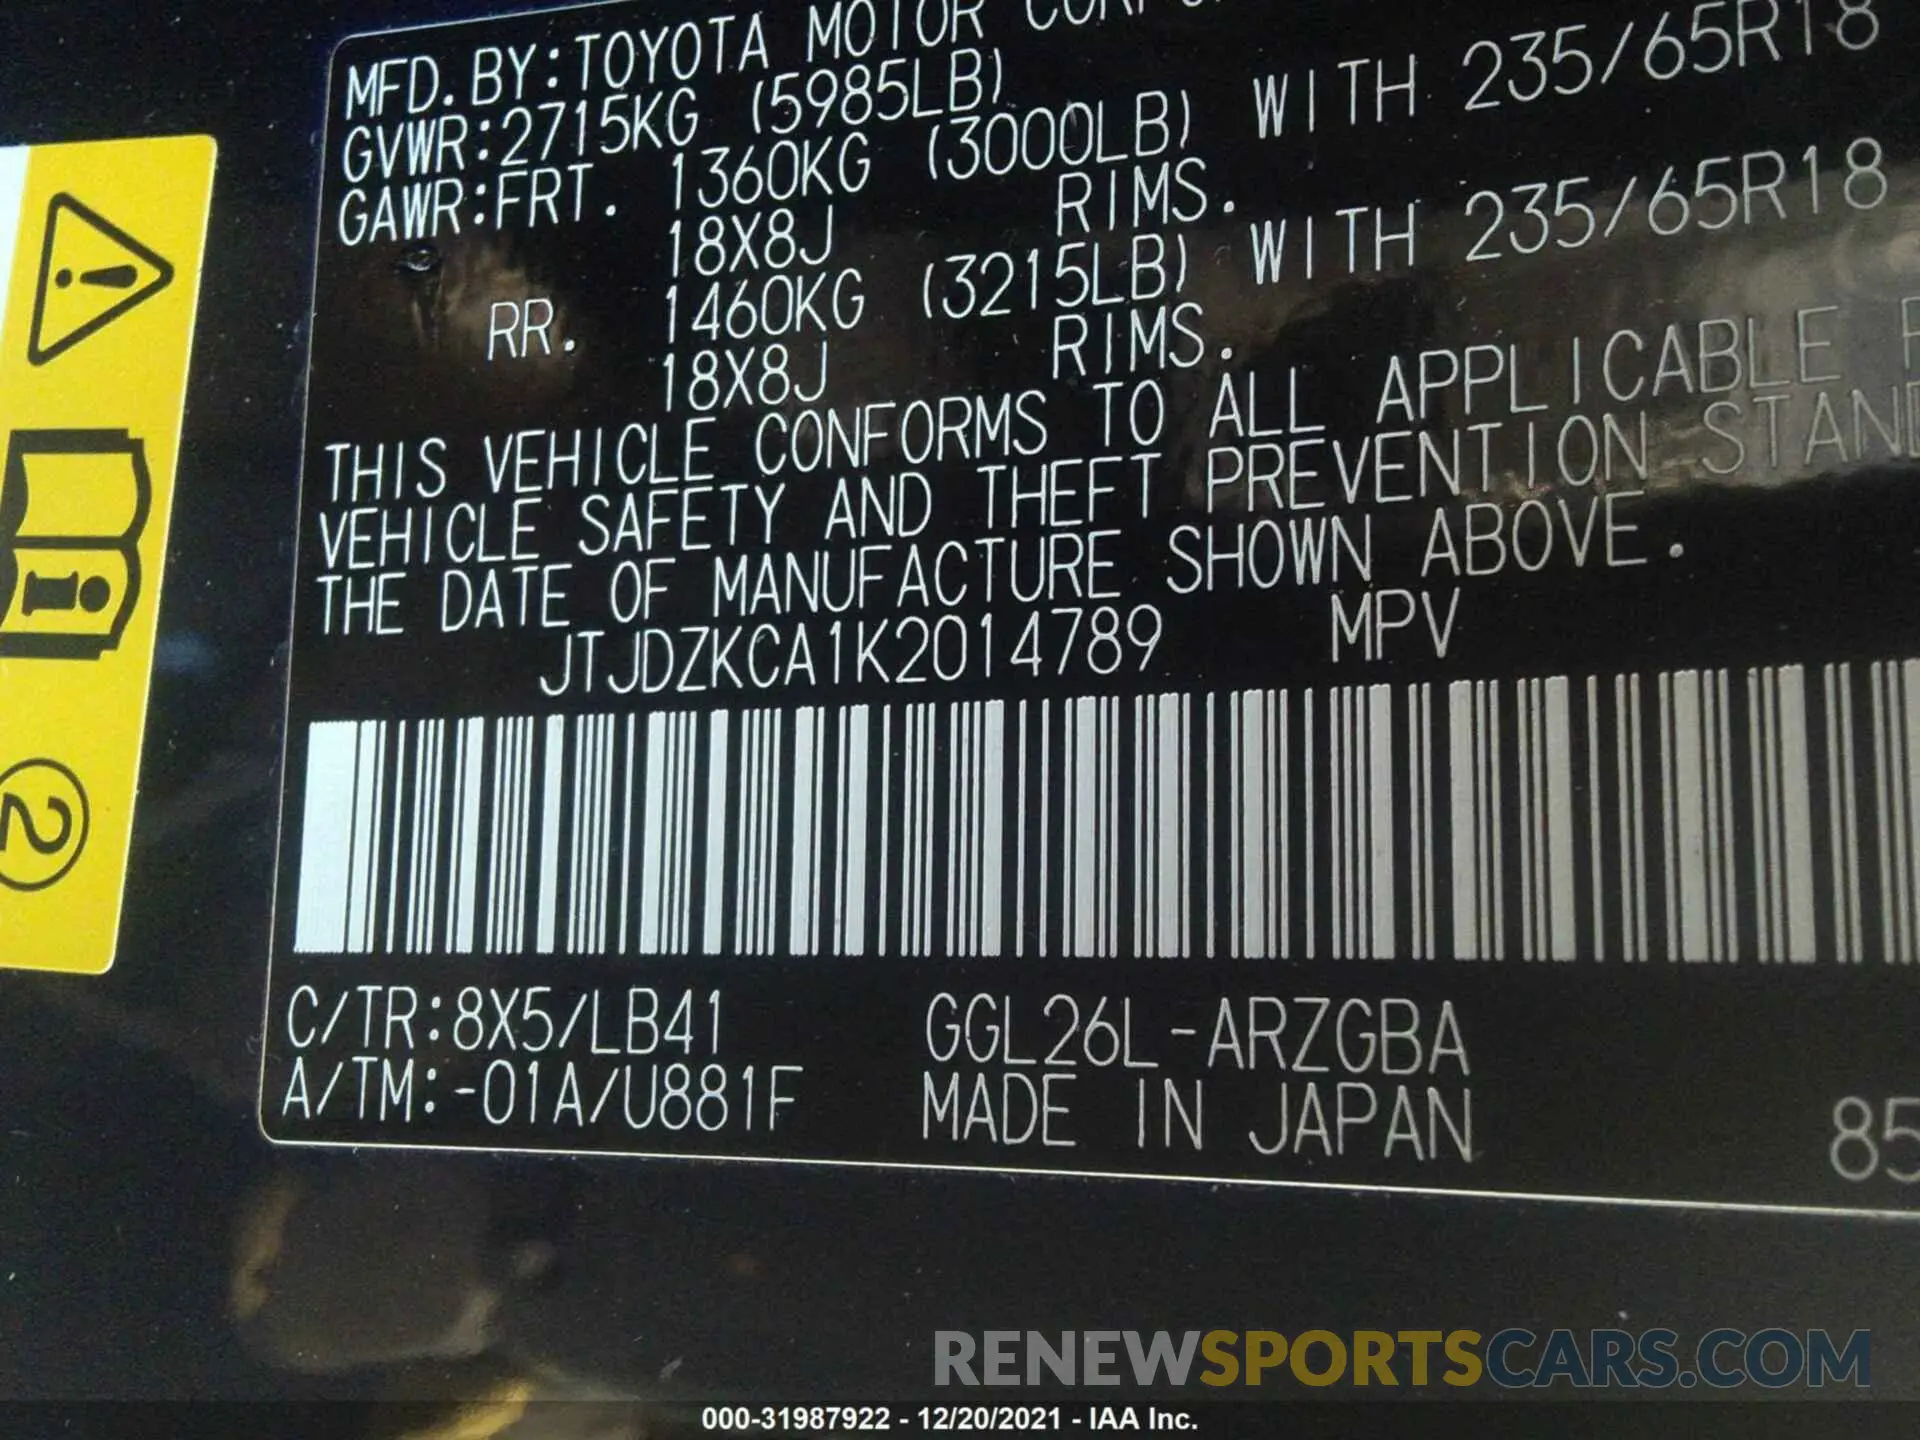 MFD.BY:TOYOTA MOTOR
GVWR:2715KG (5985LB)
GAWR:FRT. 1360KG (3000LB) WITH 235/65R18
18X8J RIMS.
RR. 1460KG (3215LB) WITH 235/65R18
18X8J RIMS.
THIS VEHICLE CONFORMS TO ALL APPLICABLE
VEHICLE SAFETY AND THEFT PREVENTION
THE DATE OF MANUFACTURE SHOWN ABOVE.
JTJDZKCA1K2014789 MPV
C/TR:8X5/LB41 GGL26L-ARZGBA
A/TM:-01A/U881F MADE IN JAPAN
85
2
RENEWSPORTSCARS.COM
000-31987922 - 12/20/2021 - IAA Inc.